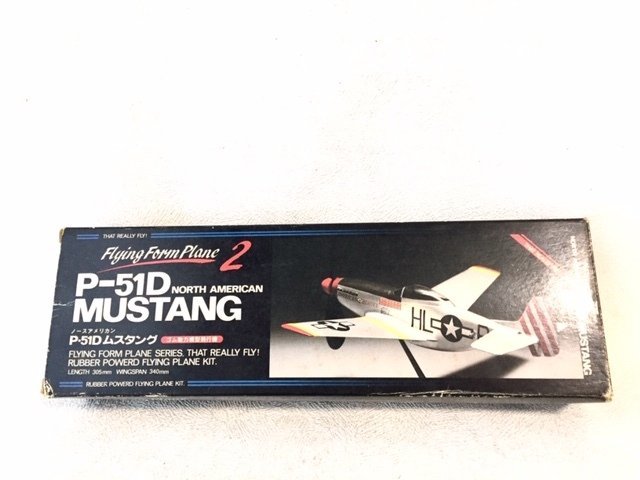 THAT REALLY FLY!
Flying Form Plane 2
P-51D NORTH AMERICAN
MUSTANG
ノースアメリカン
P-51Dムスタング ゴム動力模型飛行機
FLYING FORM PLANE SERIES. THAT REALLY FLY!
RUBBER POWERD FLYING PLANE KIT.
LENGTH 305mm WINGSPAN 340mm
RUBBER POWERD FLYING PLANE KIT.
HL
MUSTANG